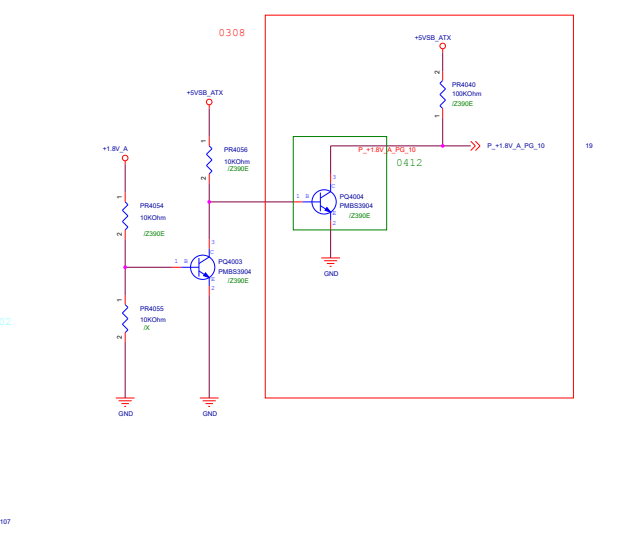 0308
+5VSB_ATX
2
PR4040
100KOhm
/Z390E
1
+5VSB_ATX
+1.8V_A
1
PR4056
10KOhm
/Z390E
2
P_+1.8V_A_PG_10
P_+1.8V_A_PG_10
19
0412
3
C
1 B
PQ4004
PMBS3904
/Z390E
E
2
GND
1
PR4054
10KOhm
/Z390E
2
3
C
1 B
PQ4003
PMBS3904
/Z390E
E
2
1
PR4055
10KOhm
/X
2
02
GND
GND
107